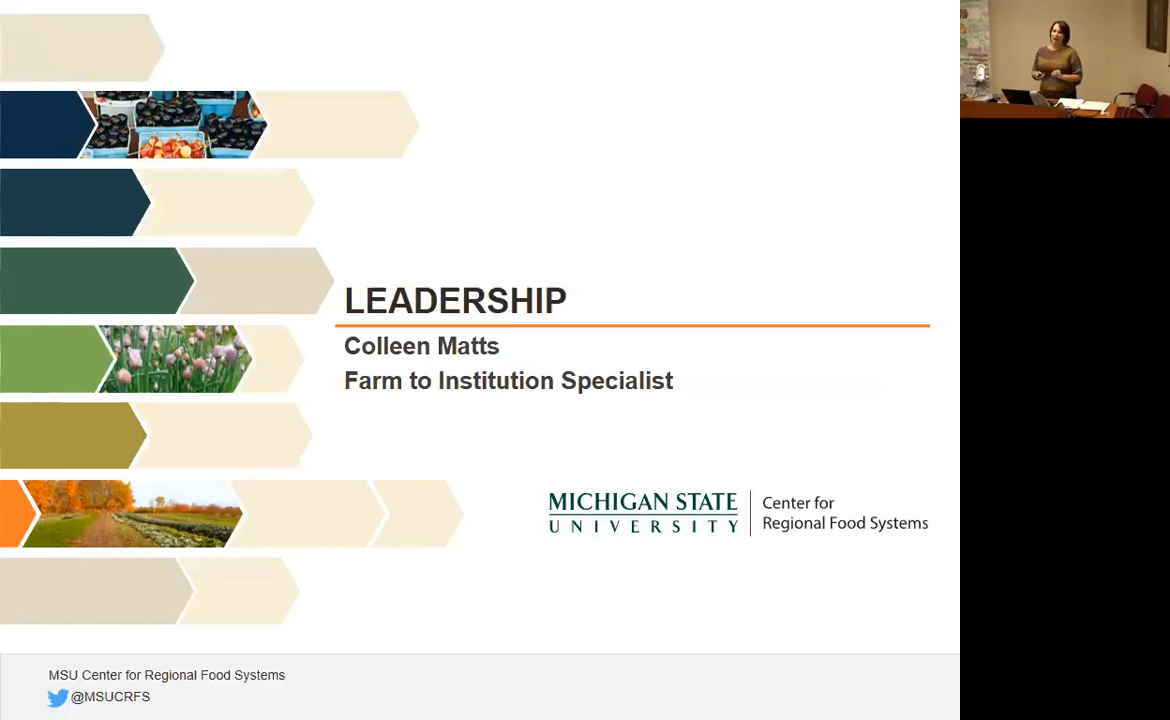 LEADERSHIP
Colleen Matts
Farm to Institution Specialist
MICHIGAN STATE
UNIVERSITY
Center for
Regional Food Systems
MSU Center for Regional Food Systems
@MSUCRFS